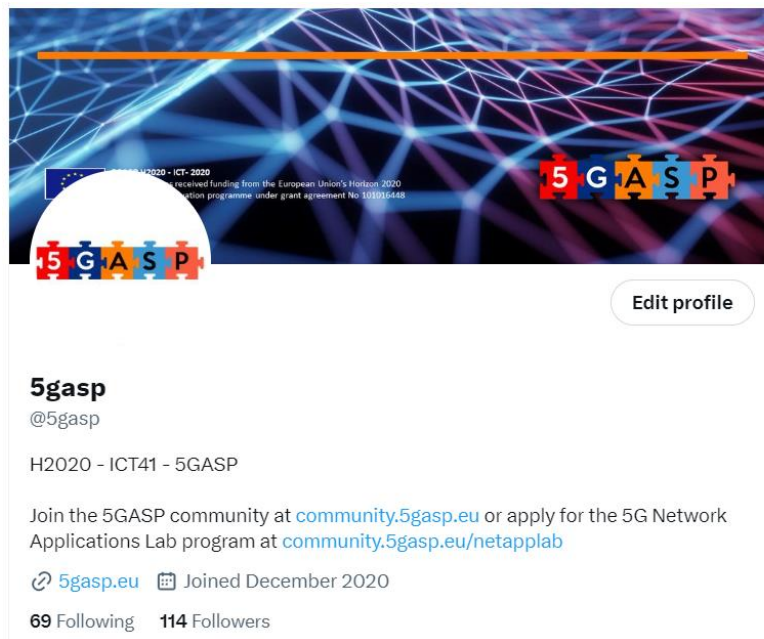 H2020 - ICT- 2020
received funding from the European Union's Horizon 2020
programme under grant agreement No 101016448
5 G A S P
5 G A S P
Edit profile
5gasp
@5gasp
H2020 - ICT41 - 5GASP
Join the 5GASP community at community.5gasp.eu or apply for the 5G Network
Applications Lab program at community.5gasp.eu/netapplab
5gasp.eu Joined December 2020
69 Following 114 Followers